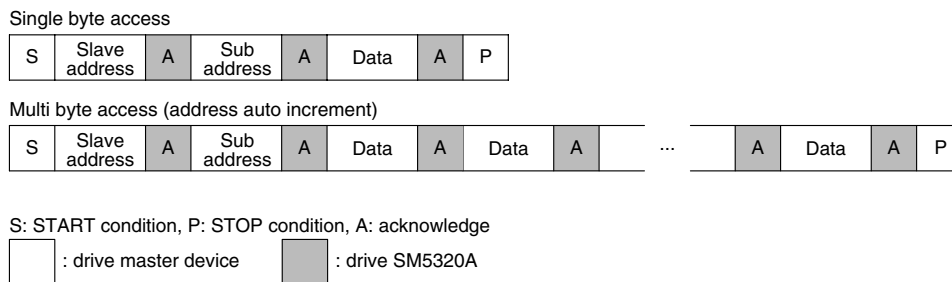 Single byte access
S Slave address A Sub address A Data A P
Multi byte access (address auto increment)
S Slave address A Sub address A Data A Data A ... A Data A P
S: START condition, P: STOP condition, A: acknowledge
: drive master device : drive SM5320A